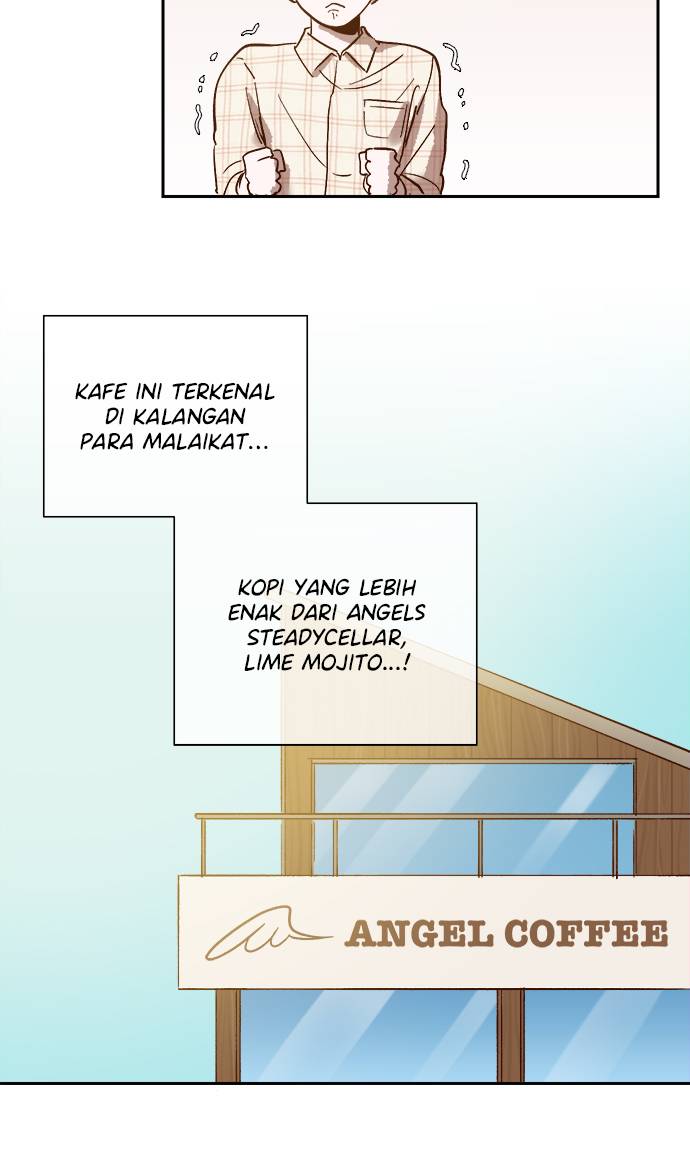 KAFE INI TERKENAL
DI KALANGAN
PARA MALAIKAT...
KOPI YANG LEBIH
ENAK DARI ANGELS
STEADYCELLAR,
LIME MOJITO...!
ANGEL COFFEE